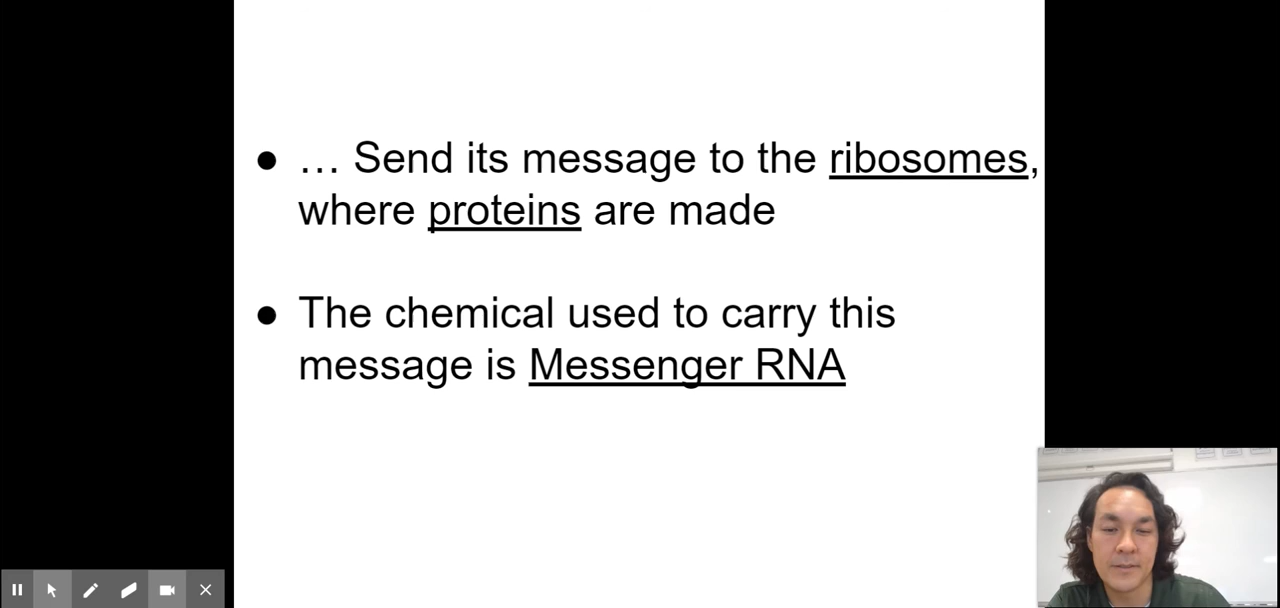 ● … Send its message to the ribosomes,
where proteins are made
● The chemical used to carry this
message is Messenger RNA